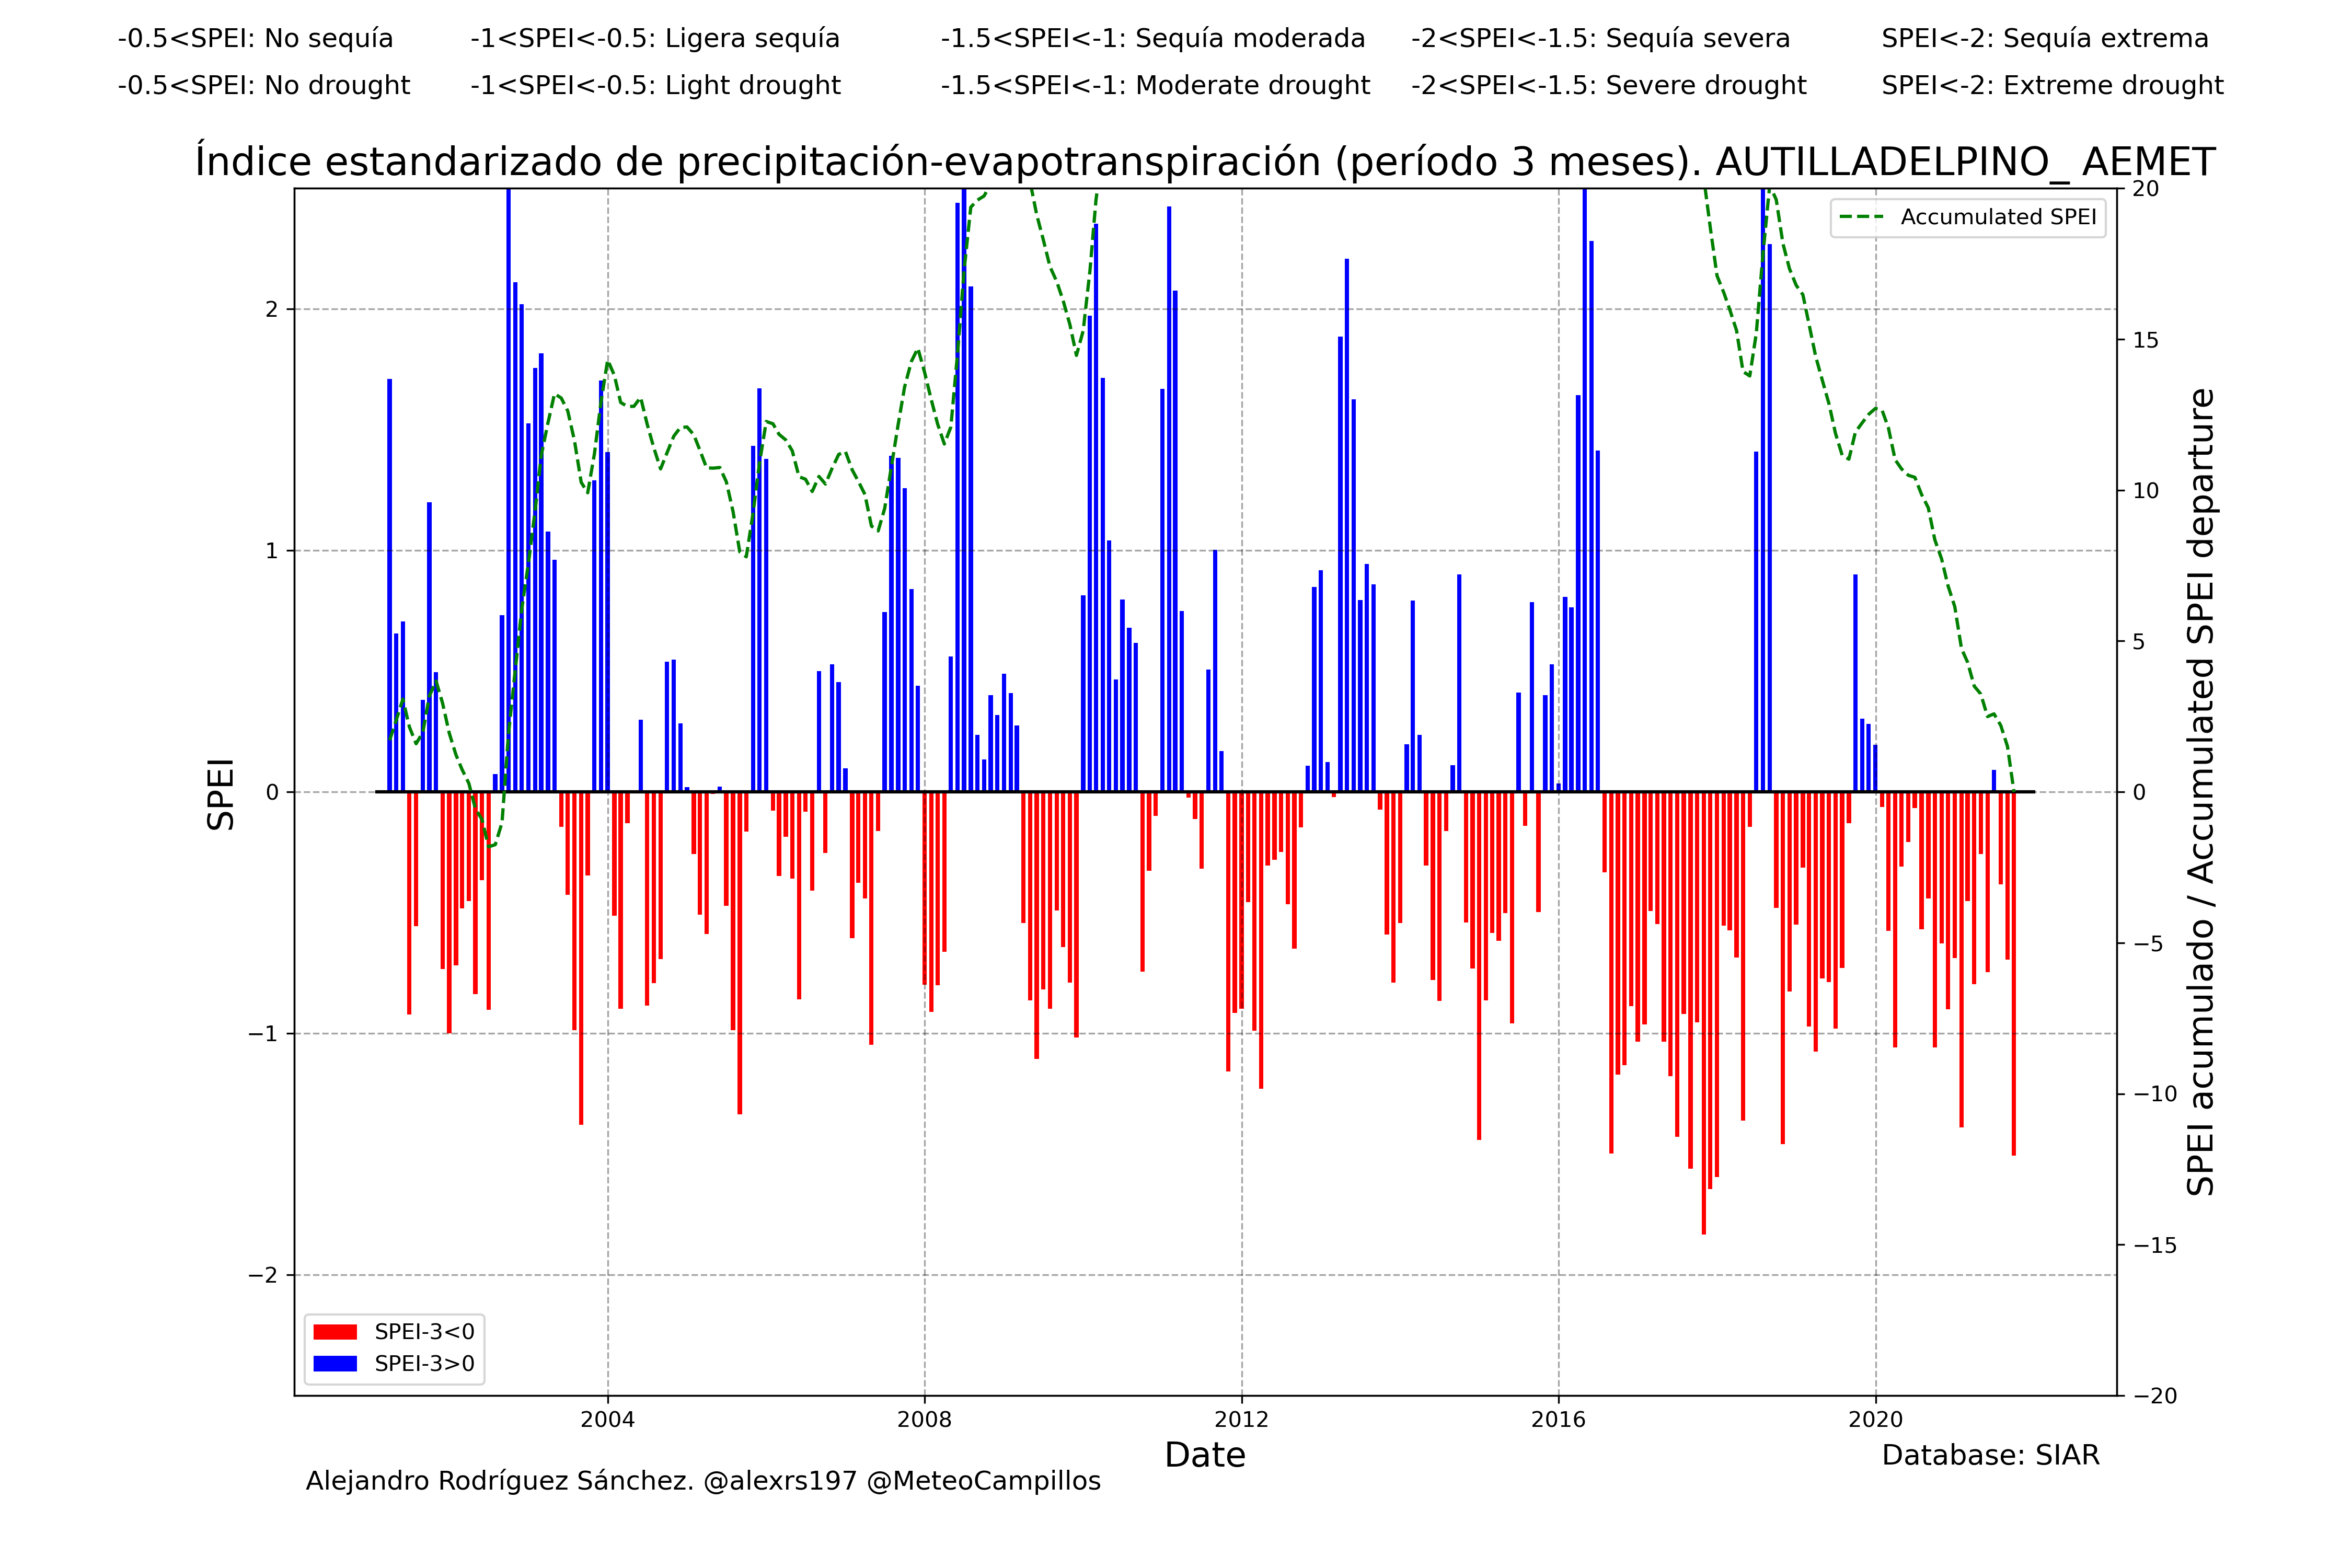 -0.5<SPEI: No sequía -1<SPEI<-0.5: Ligera sequía -1.5<SPEI<-1: Sequía moderada -2<SPEI<-1.5: Sequía severa SPEI<-2: Sequía extrema
-0.5<SPEI: No drought -1<SPEI<-0.5: Light drought -1.5<SPEI<-1: Moderate drought -2<SPEI<-1.5: Severe drought SPEI<-2: Extreme drought
Índice estandarizado de precipitación-evapotranspiración (período 3 meses). AUTILLADELPINO_ AEMET
Accumulated SPEI
SPEI
2
1
0
−1
−2
20
15
10
5
0
−5
−10
−15
−20
SPEI acumulado / Accumulated SPEI departure
SPEI-3<0
SPEI-3>0
2004 2008 2012 2016 2020
Date
Database: SIAR
Alejandro Rodríguez Sánchez. @alexrs197 @MeteoCampillos